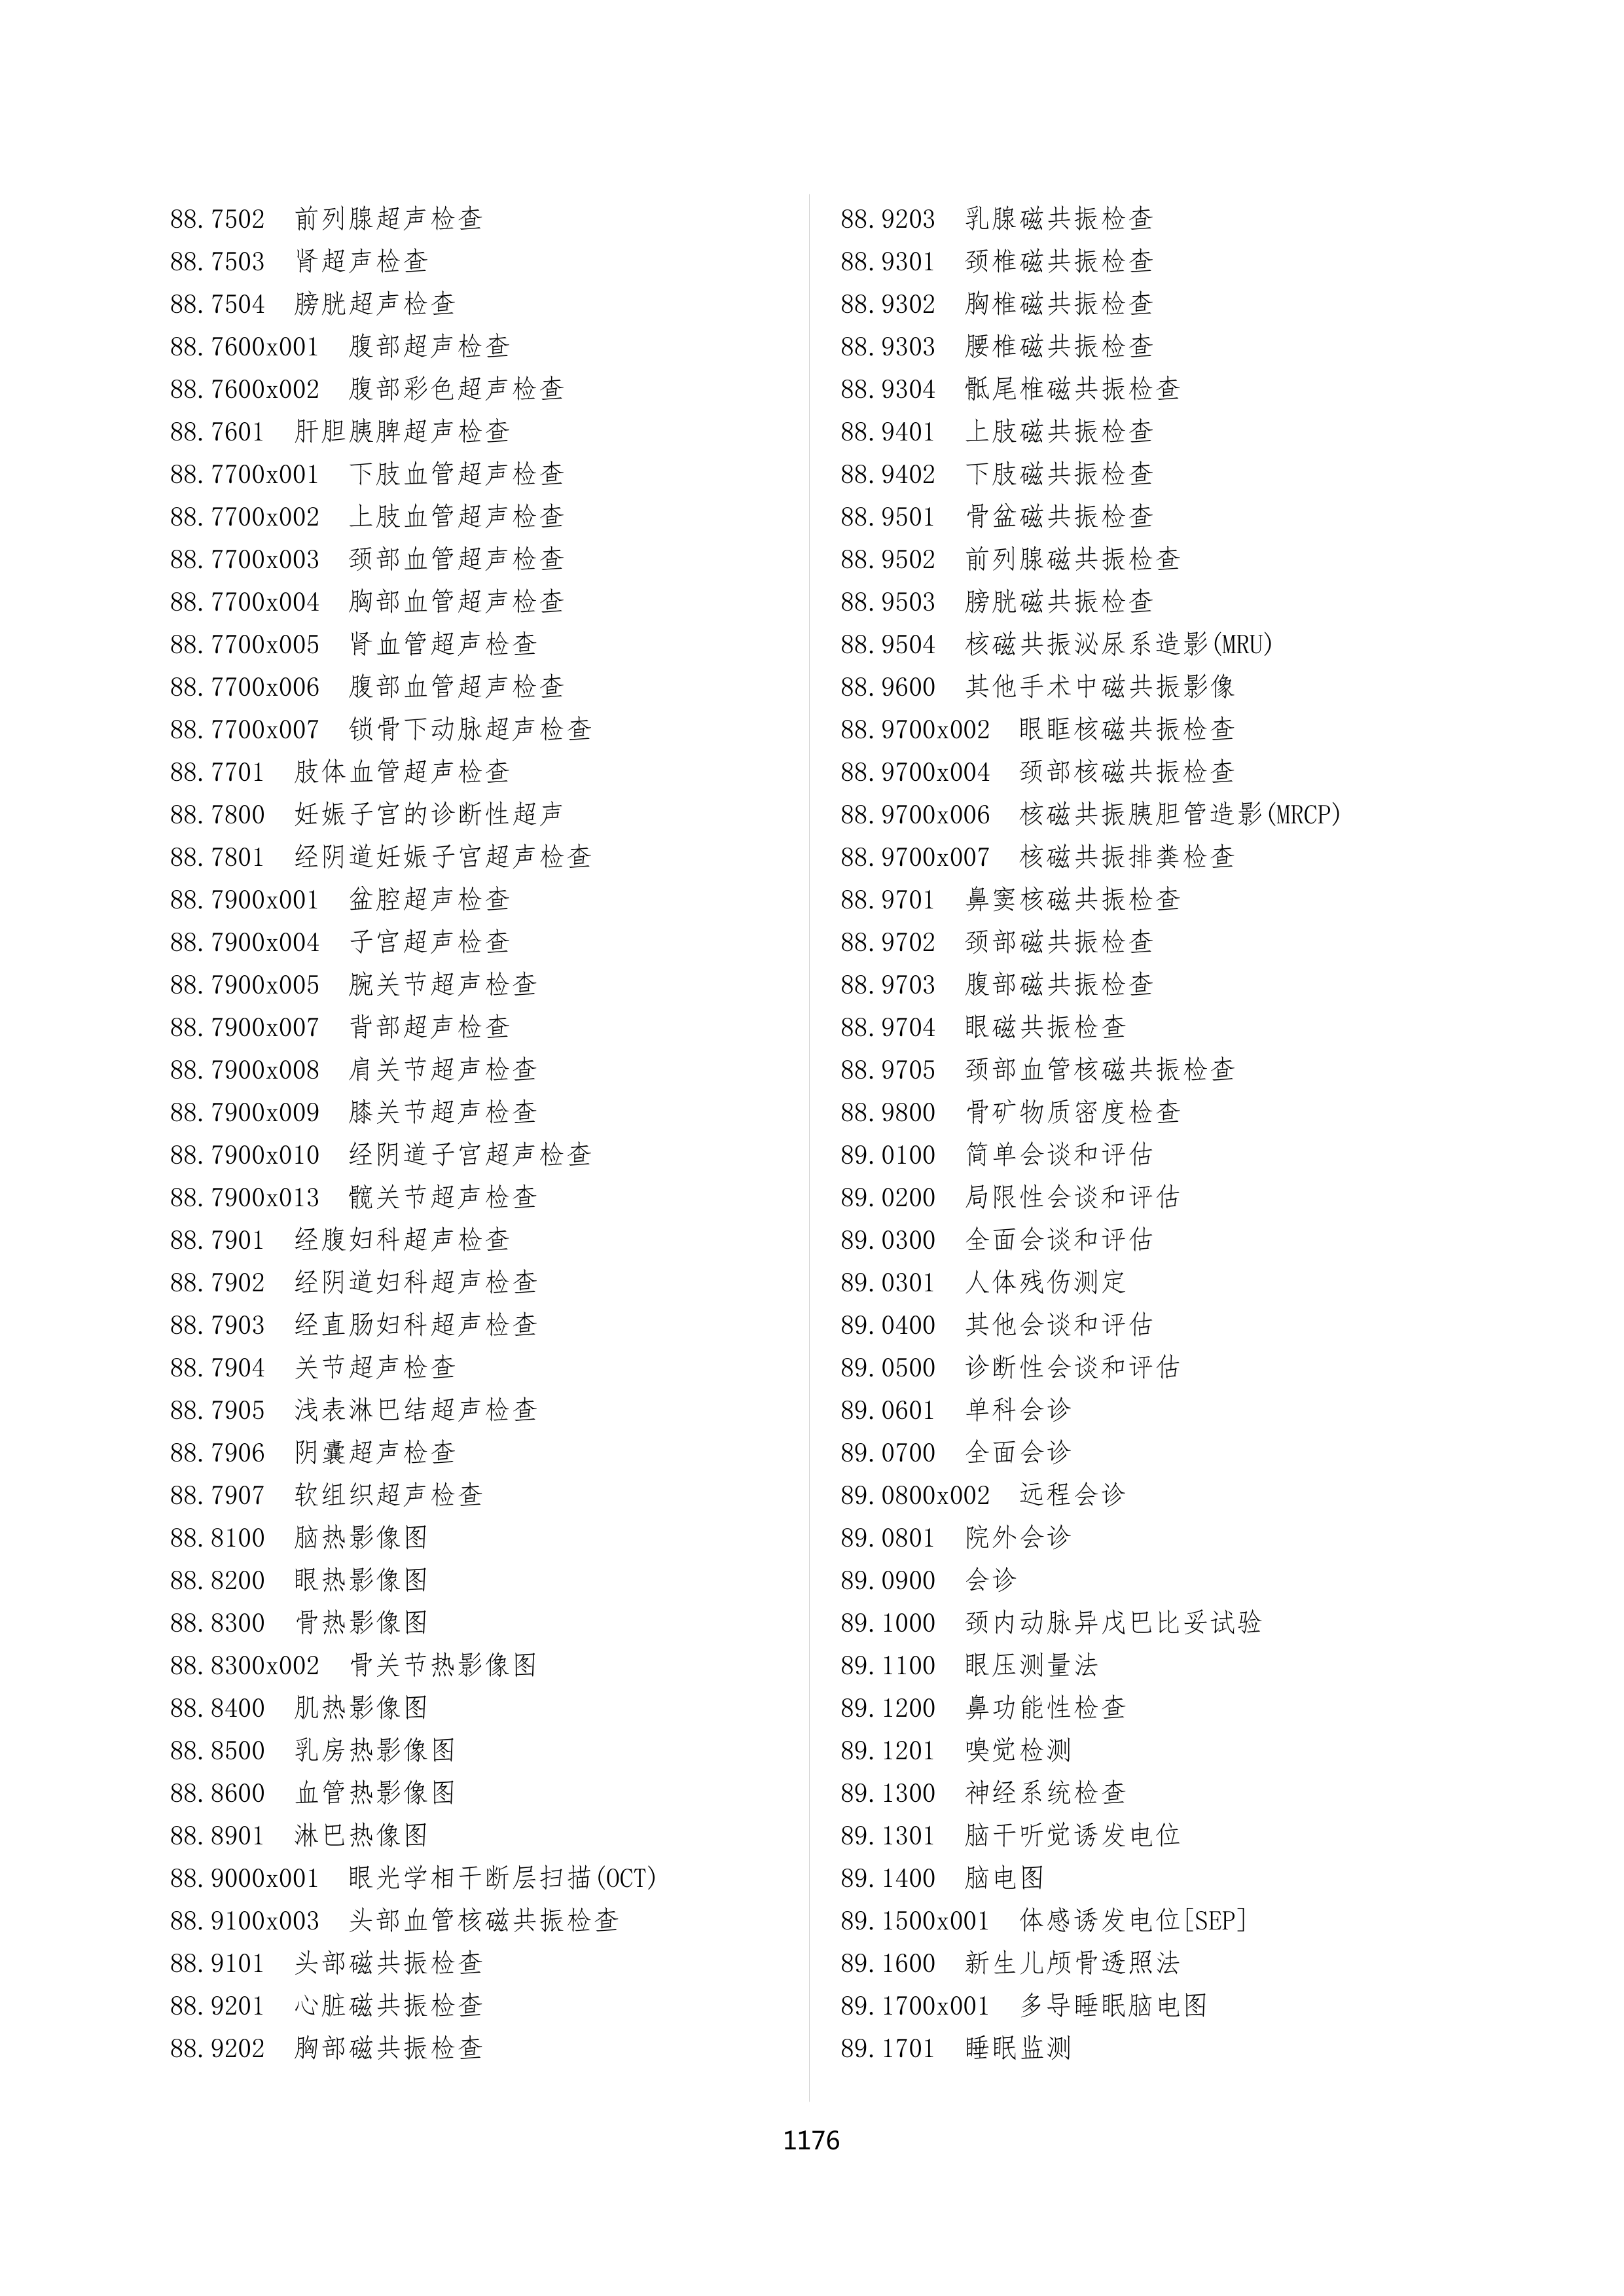 88.7502 前列腺超声检查
88.7503 肾超声检查
88.7504 膀胱超声检查
88.7600x001 腹部超声检查
88.7600x002 腹部彩色超声检查
88.7601 肝胆胰脾超声检查
88.7700x001 下肢血管超声检查
88.7700x002 上肢血管超声检查
88.7700x003 颈部血管超声检查
88.7700x004 胸部血管超声检查
88.7700x005 肾血管超声检查
88.7700x006 腹部血管超声检查
88.7700x007 锁骨下动脉超声检查
88.7701 肢体血管超声检查
88.7800 妊娠子宫的诊断性超声
88.7801 经阴道妊娠子宫超声检查
88.7900x001 盆腔超声检查
88.7900x004 子宫超声检查
88.7900x005 腕关节超声检查
88.7900x007 背部超声检查
88.7900x008 肩关节超声检查
88.7900x009 膝关节超声检查
88.7900x010 经阴道子宫超声检查
88.7900x013 髋关节超声检查
88.7901 经腹妇科超声检查
88.7902 经阴道妇科超声检查
88.7903 经直肠妇科超声检查
88.7904 关节超声检查
88.7905 浅表淋巴结超声检查
88.7906 阴囊超声检查
88.7907 软组织超声检查
88.8100 脑热影像图
88.8200 眼热影像图
88.8300 骨热影像图
88.8300x002 骨关节热影像图
88.8400 肌热影像图
88.8500 乳房热影像图
88.8600 血管热影像图
88.8901 淋巴热像图
88.9000x001 眼光学相干断层扫描(OCT)
88.9100x003 头部血管核磁共振检查
88.9101 头部磁共振检查
88.9201 心脏磁共振检查
88.9202 胸部磁共振检查
88.9203 乳腺磁共振检查
88.9301 颈椎磁共振检查
88.9302 胸椎磁共振检查
88.9303 腰椎磁共振检查
88.9304 骶尾椎磁共振检查
88.9401 上肢磁共振检查
88.9402 下肢磁共振检查
88.9501 骨盆磁共振检查
88.9502 前列腺磁共振检查
88.9503 膀胱磁共振检查
88.9504 核磁共振泌尿系造影(MRU)
88.9600 其他手术中磁共振影像
88.9700x002 眼眶核磁共振检查
88.9700x004 颈部核磁共振检查
88.9700x006 核磁共振胰胆管造影(MRCP)
88.9700x007 核磁共振排粪检查
88.9701 鼻窦核磁共振检查
88.9702 颈部磁共振检查
88.9703 腹部磁共振检查
88.9704 眼磁共振检查
88.9705 颈部血管核磁共振检查
88.9800 骨矿物质密度检查
89.0100 简单会谈和评估
89.0200 局限性会谈和评估
89.0300 全面会谈和评估
89.0301 人体残伤测定
89.0400 其他会谈和评估
89.0500 诊断性会谈和评估
89.0601 单科会诊
89.0700 全面会诊
89.0800x002 远程会诊
89.0801 院外会诊
89.0900 会诊
89.1000 颈内动脉异戊巴比妥试验
89.1100 眼压测量法
89.1200 鼻功能性检查
89.1201 嗅觉检测
89.1300 神经系统检查
89.1301 脑干听觉诱发电位
89.1400 脑电图
89.1500x001 体感诱发电位[SEP]
89.1600 新生儿颅骨透照法
89.1700x001 多导睡眠脑电图
89.1701 睡眠监测
1176